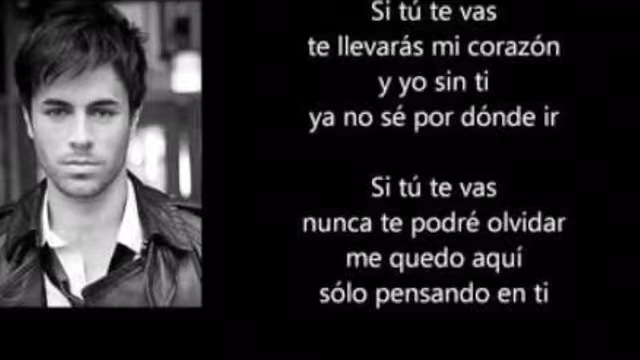 Si tú te vas
te llevarás mi corazón
y yo sin ti
ya no sé por dónde ir
Si tú te vas
nunca te podré olvidar
me quedo aquí
sólo pensando en ti